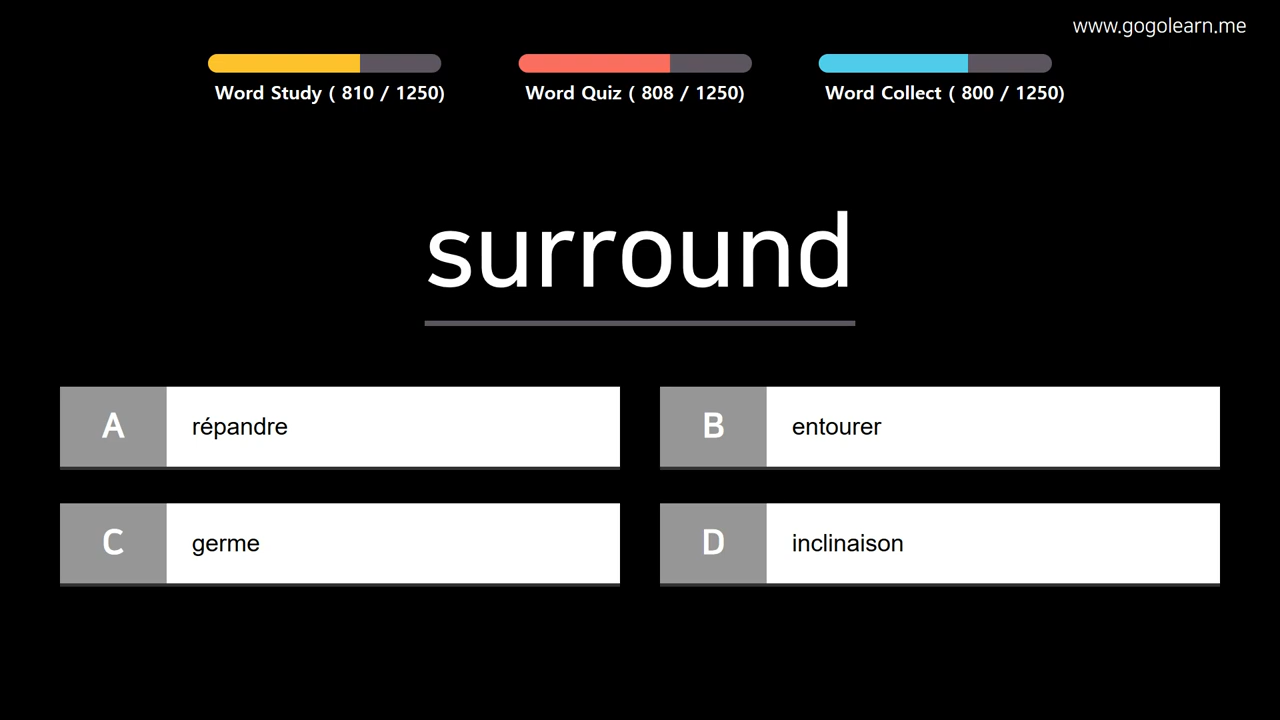 www.gogolearn.me
Word Study ( 810 / 1250)
Word Quiz ( 808 / 1250)
Word Collect ( 800 / 1250)
surround
A répandre
B entourer
C germe
D inclinaison